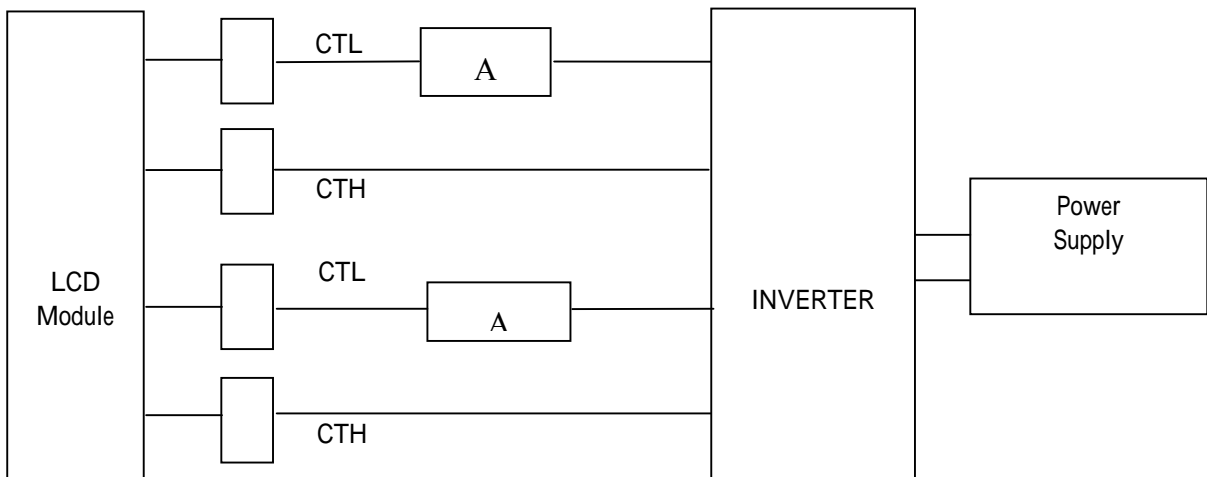 CTL
A
CTH
Power
Supply
CTL
LCD
Module
A
INVERTER
CTH